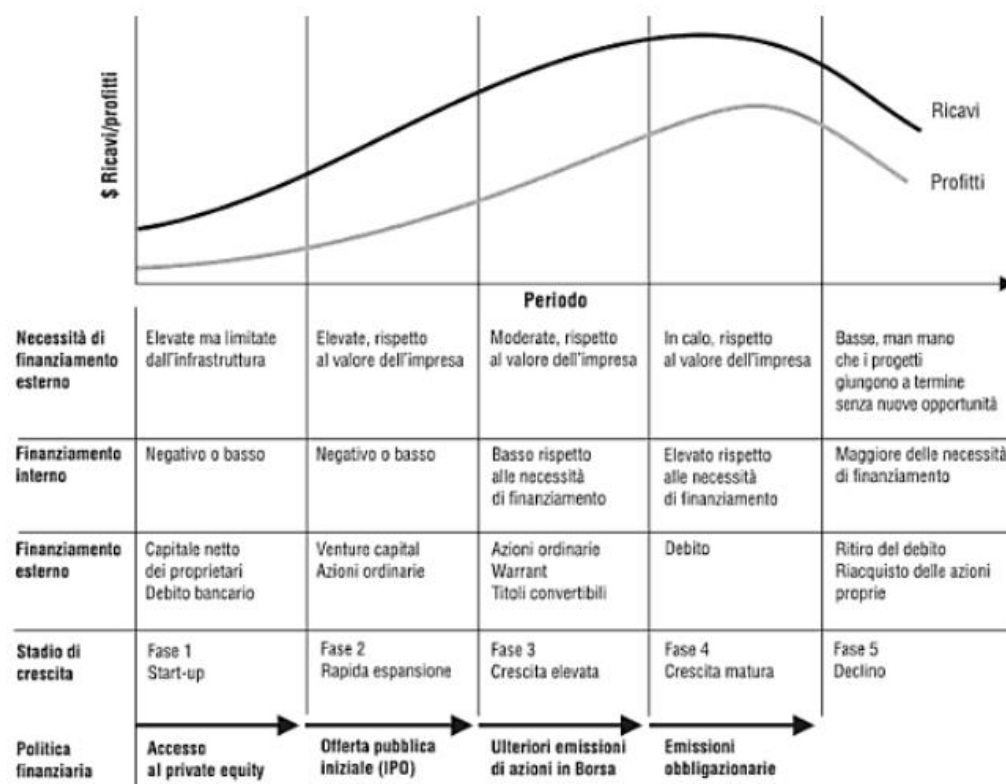 $ Ricavi/profitti
Ricavi
Profitti
Periodo
Necessità di
finanziamento
esterno
Elevate ma limitate
dall'infrastruttura
Elevate, rispetto
al valore dell'impresa
Moderate, rispetto
al valore dell'impresa
In calo, rispetto
al valore dell'impresa
Basse, man mano
che i progetti
giungono a termine
senza nuove opportunità
Finanziamento
interno
Negativo o basso
Negativo o basso
Basso rispetto
alle necessità
di finanziamento
Elevato rispetto
alle necessità
di finanziamento
Maggiore delle necessità
di finanziamento
Finanziamento
esterno
Capitale netto
dei proprietari
Debito bancario
Venture capital
Azioni ordinarie
Azioni ordinarie
Warrant
Titoli convertibili
Debito
Ritiro del debito
Riacquisto delle azioni
proprie
Stadio di
crescita
Fase 1
Start-up
Fase 2
Rapida espansione
Fase 3
Crescita elevata
Fase 4
Crescita matura
Fase 5
Declino
Politica
finanziaria
Accesso
al private equity
Offerta pubblica
iniziale (IPO)
Ulteriori emissioni
di azioni in Borsa
Emissioni
obbligazionarie